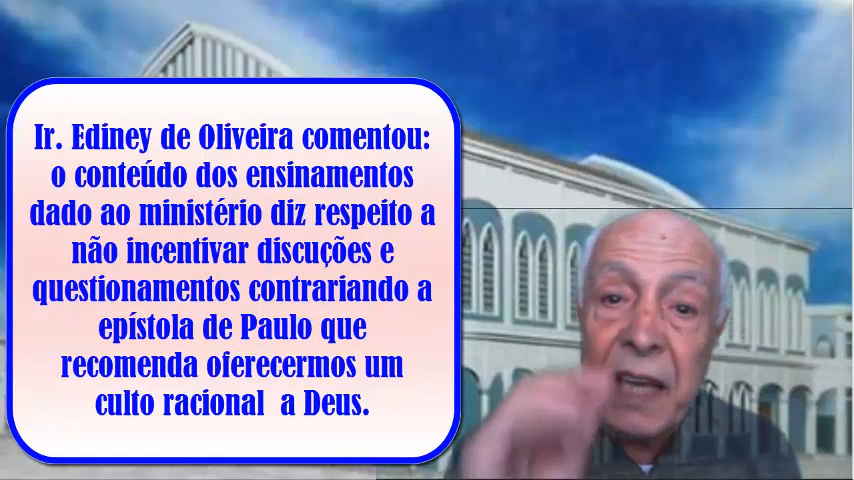 Ir. Ediney de Oliveira comentou:
o conteúdo dos ensinamentos
dado ao ministério diz respeito a
não incentivar discuções e
questionamentos contrariando a
epístola de Paulo que
recomenda oferecermos um
culto racional a Deus.